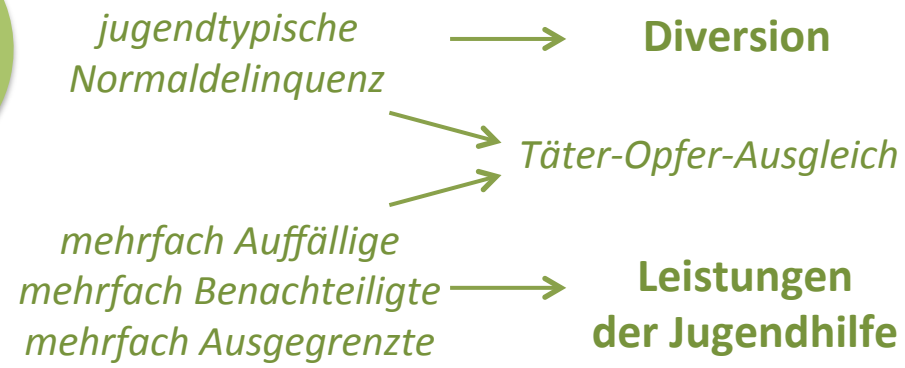 jugendtypische
Normaldelinquenz
Diversion
Täter-Opfer-Ausgleich
mehrfach Auffällige
mehrfach Benachteiligte
mehrfach Ausgegrenzte
Leistungen
der Jugendhilfe